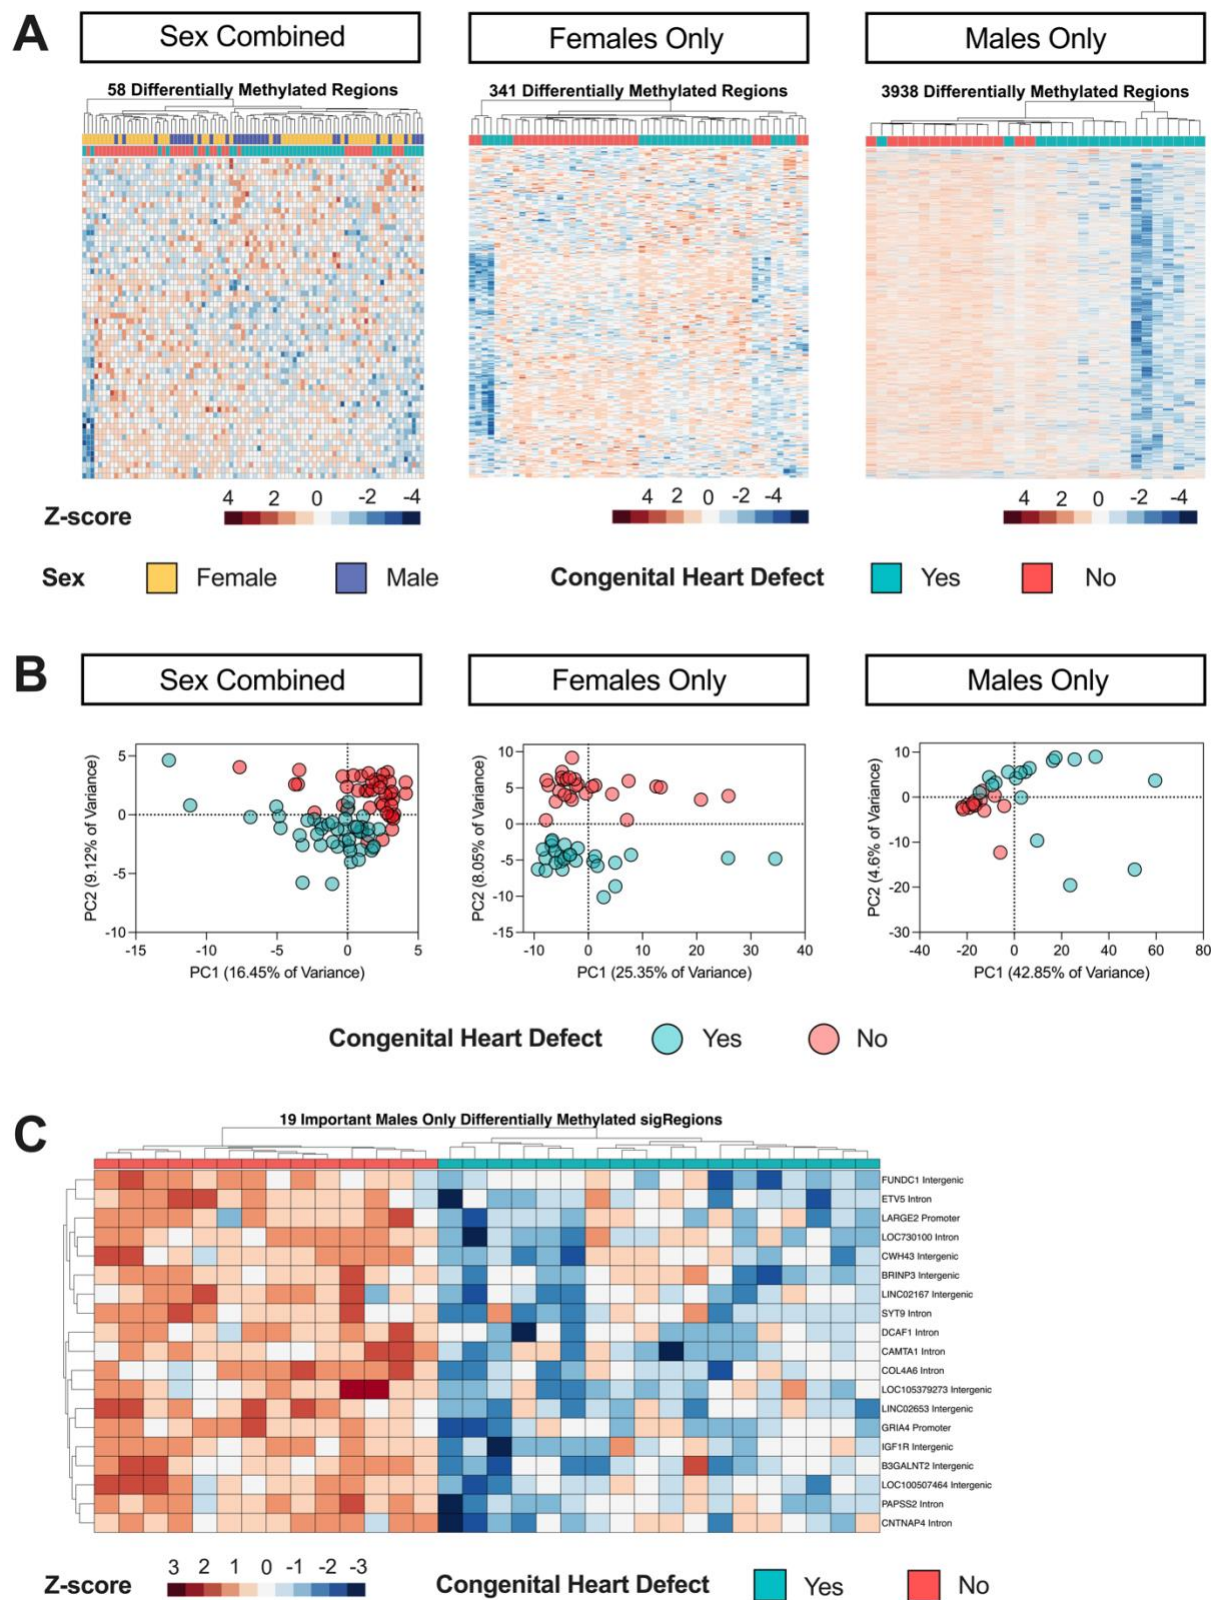 A
Sex Combined
Females Only
Males Only
58 Differentially Methylated Regions
341 Differentially Methylated Regions
3938 Differentially Methylated Regions
Z-score
4 2 0 -2 -4
4 2 0 -2 -4
4 2 0 -2 -4
Sex
Female
Male
Congenital Heart Defect
Yes
No
B
Sex Combined
Females Only
Males Only
PC2 (9.12% of Variance)
5
0
-5
-10
-15 -10 -5 0 5
PC1 (16.45% of Variance)
PC2 (8.05% of Variance)
10
5
0
-5
-10
-15
-10 0 10 20 30 40
PC1 (25.35% of Variance)
PC2 (4.6% of Variance)
10
0
-10
-20
-30
-40 -20 0 20 40 60 80
PC1 (42.85% of Variance)
Congenital Heart Defect
Yes
No
C
19 Important Males Only Differentially Methylated sigRegions
FUNDC1 Intergenic
ETV5 Intron
LARGE2 Promoter
LOC730100 Intron
CWH43 Intergenic
BRINP3 Intergenic
LINC02167 Intergenic
SYT9 Intron
DCAF1 Intron
CAMTA1 Intron
COL4A6 Intron
LOC105379273 Intergenic
LINC02653 Intergenic
GRIA4 Promoter
IGF1R Intergenic
B3GALNT2 Intergenic
LOC100507464 Intergenic
PAPSS2 Intron
CNTNAP4 Intron
Z-score
3 2 1 0 -1 -2 -3
Congenital Heart Defect
Yes
No